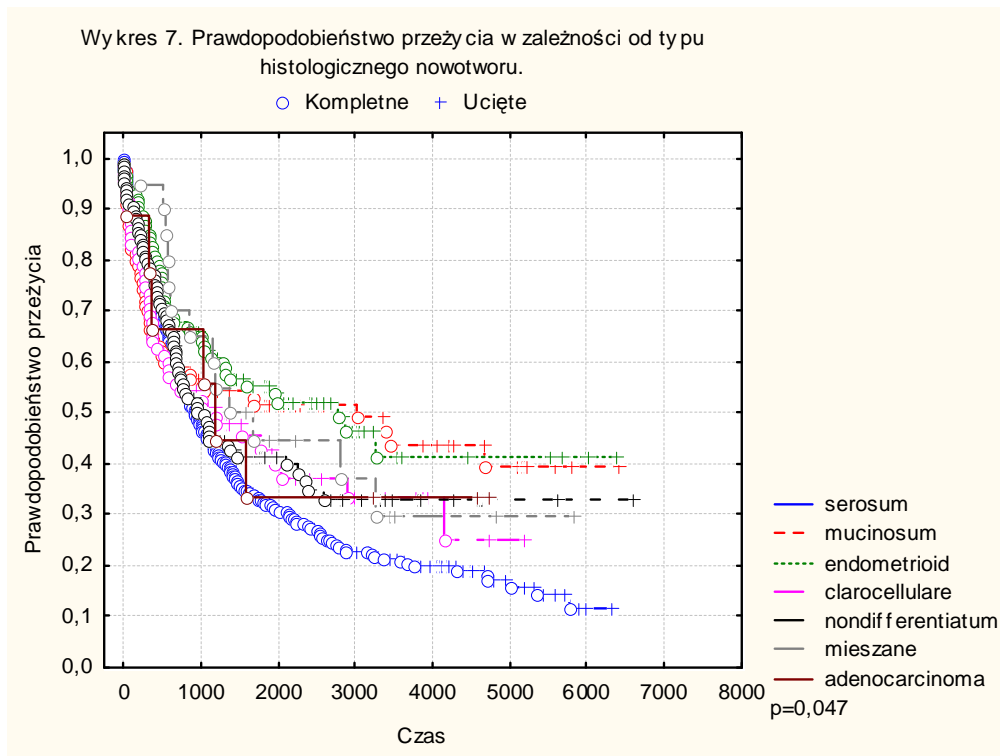 Wykres 7. Prawdopodobieństwo przeżycia w zależności od typu
histologicznego nowotworu.
Kompletne Ucięte
1,0
0,9
0,8
0,7
0,6
0,5
0,4
0,3
0,2
0,1
0,0
Prawdopodobieństwo przeżycia
0 1000 2000 3000 4000 5000 6000 7000 8000
Czas
serosum
mucinosum
endometrioid
clarocellulare
nondifferentiatum
mieszane
adenocarcinoma
p=0,047